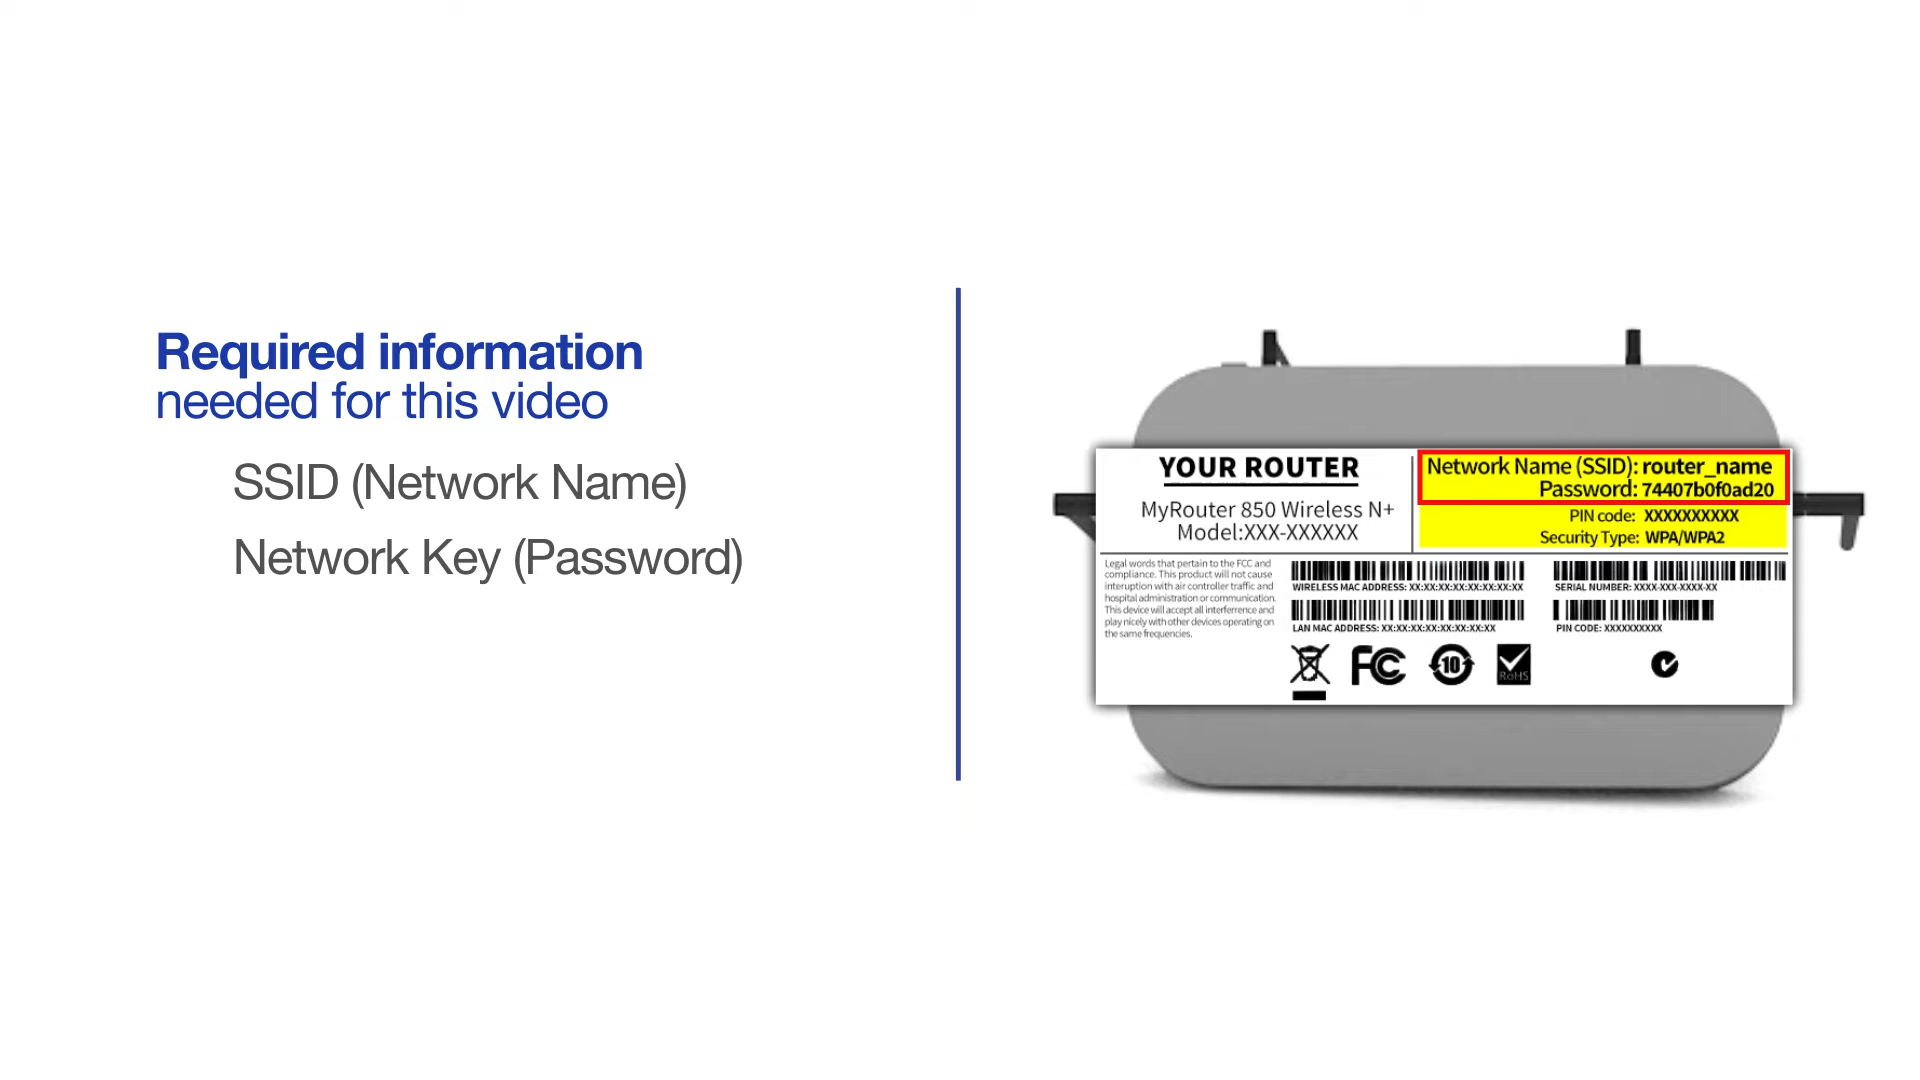 Required information
needed for this video
SSID (Network Name)
Network Key (Password)
YOUR ROUTER
MyRouter 850 Wireless N+
Model:XXX-XXXXXX
Network Name (SSID): router_name
Password: 74407b0f0ad20
PIN code: XXXXXXXXXX
Security Type: WPA/WPA2
Legal words that pertain to the FCC and
compliance. This product will not cause
interuption with air controller traffic and
hospital administration or communication.
This device will accept all interferrence and
play nicely with other devices operating on
the same frequencies.
WIRELESS MAC ADDRESS: XX:XX:XX:XX:XX:XX:XX:XX
LAN MAC ADDRESS: XX:XX:XX:XX:XX:XX:XX:XX
SERIAL NUMBER: XXXX-XXX-XXXX-XX
PIN CODE: XXXXXXXXXX
FC
10
RoHS